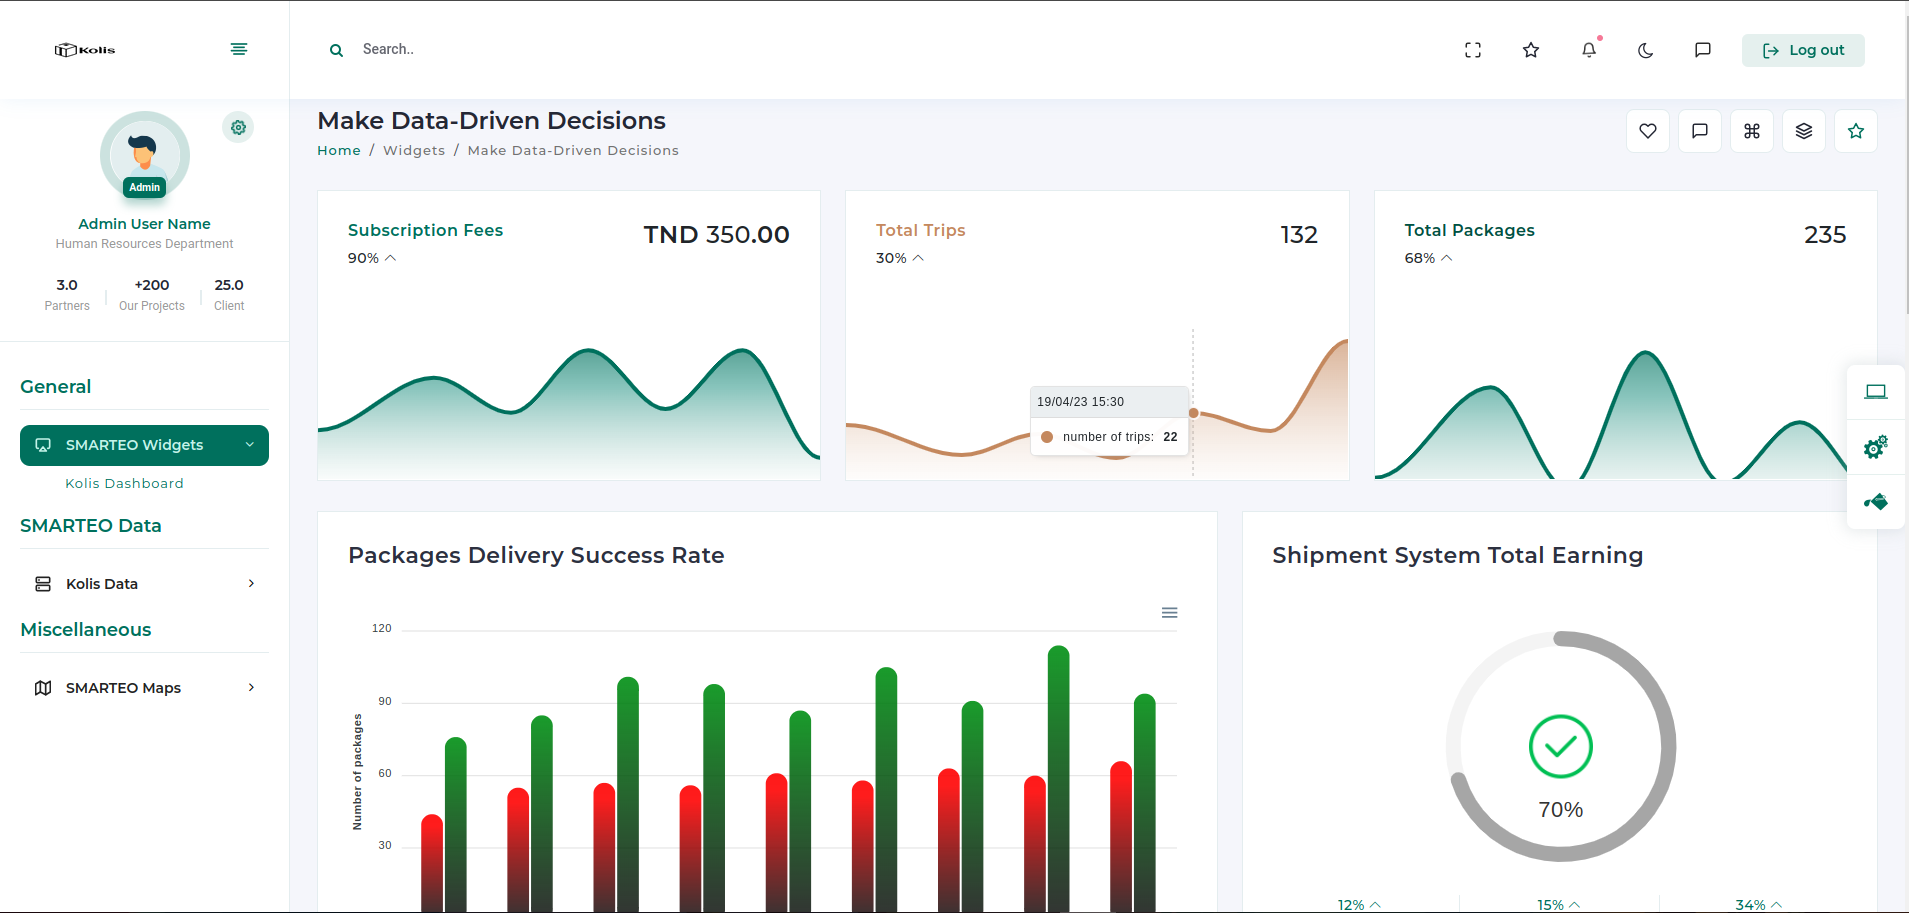 Kolis
Search..
Log out
Admin
Admin User Name
Human Resources Department
3.0
Partners
+200
Our Projects
25.0
Client
General
SMARTEO Widgets
Kolis Dashboard
SMARTEO Data
Kolis Data
Miscellaneous
SMARTEO Maps
Make Data-Driven Decisions
Home / Widgets / Make Data-Driven Decisions
Subscription Fees
TND 350.00
90%
Total Trips
132
30%
19/04/23 15:30
number of trips: 22
Total Packages
235
68%
Packages Delivery Success Rate
120
90
60
30
Number of packages
Shipment System Total Earning
70%
12%
15%
34%